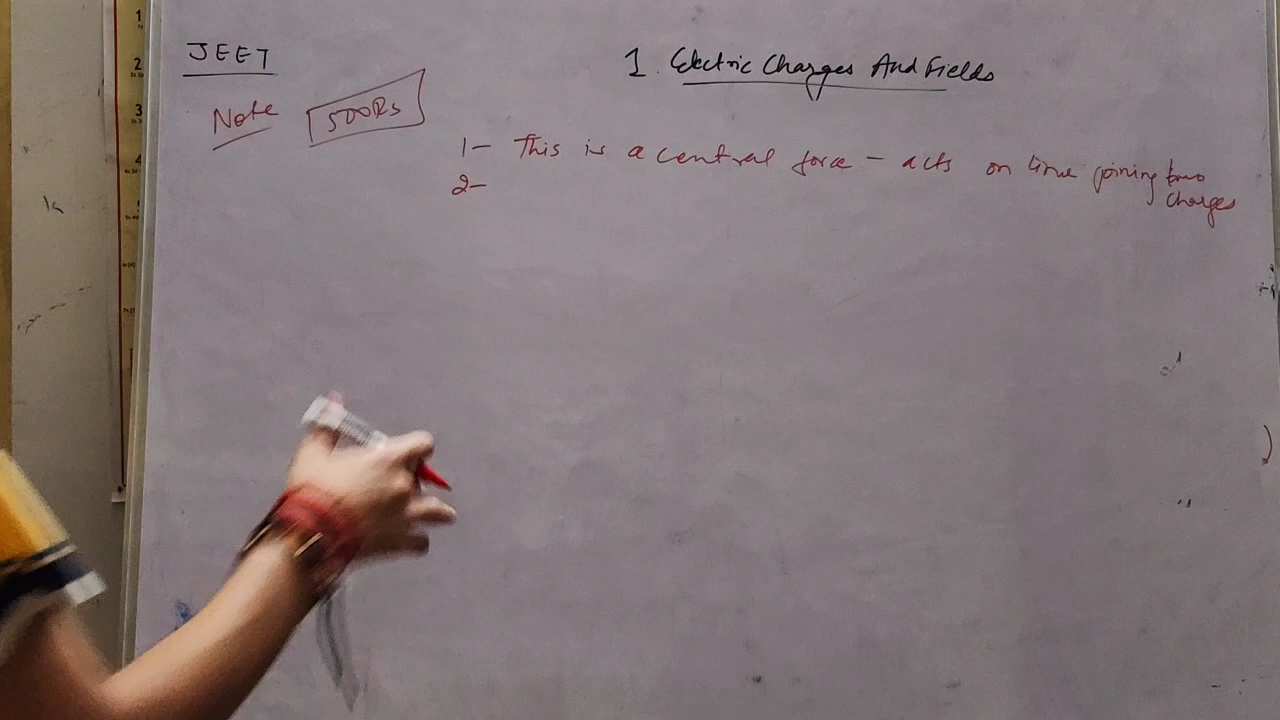 JEET
1. Electric Charges And Fields
Note 500Rs
1- This is a central force - acts on line joining two
charges
2-